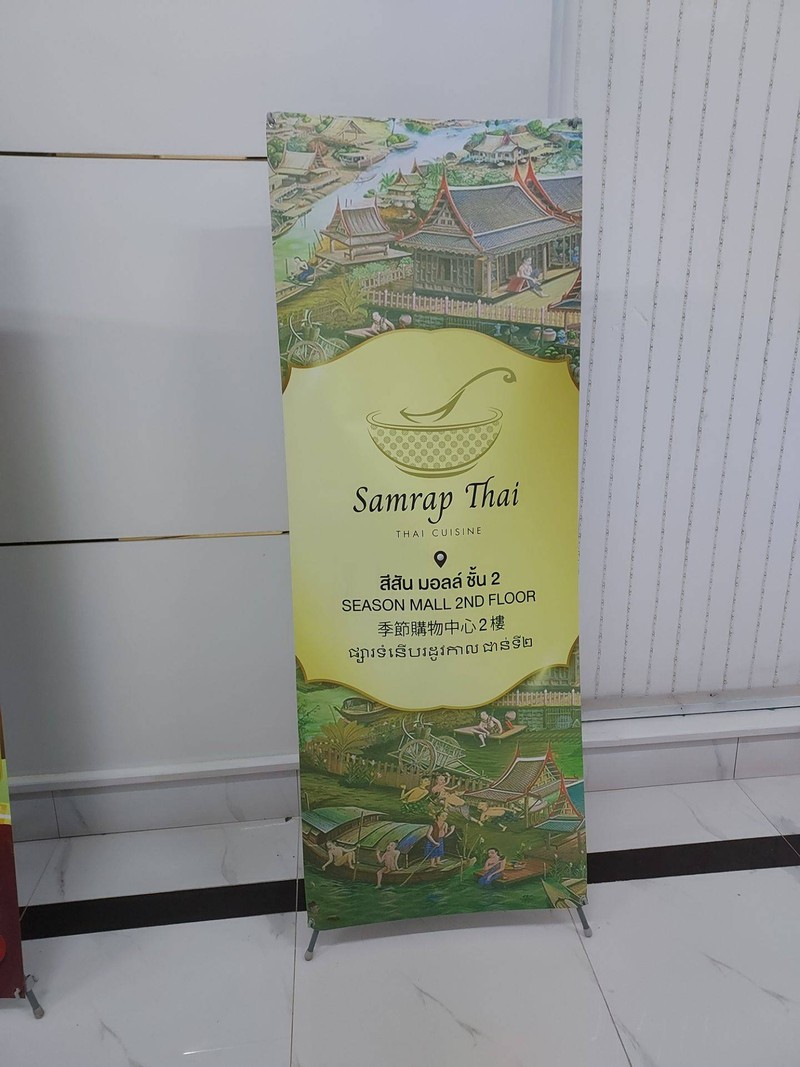 Samrap Thai
THAI CUISINE
สีสัน มอลล์ ชั้น 2
SEASON MALL 2ND FLOOR
季節購物中心 2 樓
ផ្សារទំនើបរដូវកាល ជាន់ទី២